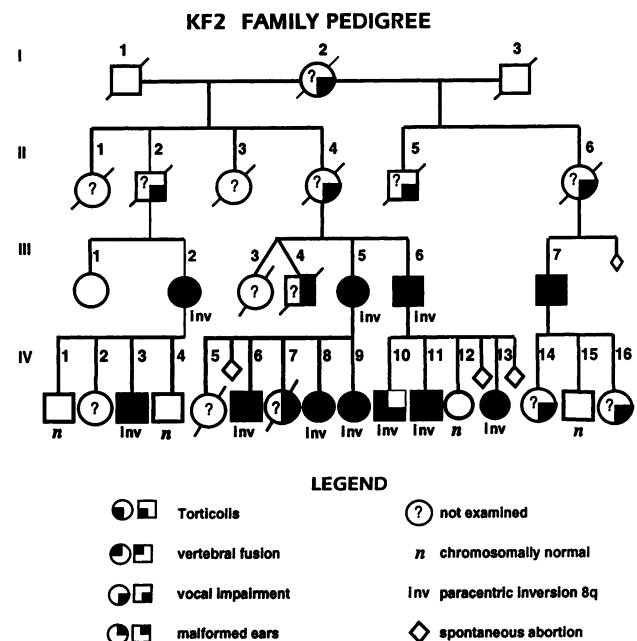 KF2 FAMILY PEDIGREE
I 1 2 3
?
II 1 2 3 4 5 6
? ? ? ? ? ?
III 1 2 3 4 5 6 7
? ?
inv inv inv
IV 1 2 3 4 5 6 7 8 9 10 11 12 13 14 15 16
? ? ? ? ?
n inv n inv inv inv inv inv n inv n
LEGEND
Torticolis ? not examined
vertebral fusion n chromosomally normal
vocal impairment inv paracentric inversion 8q
malformed ears spontaneous abortion